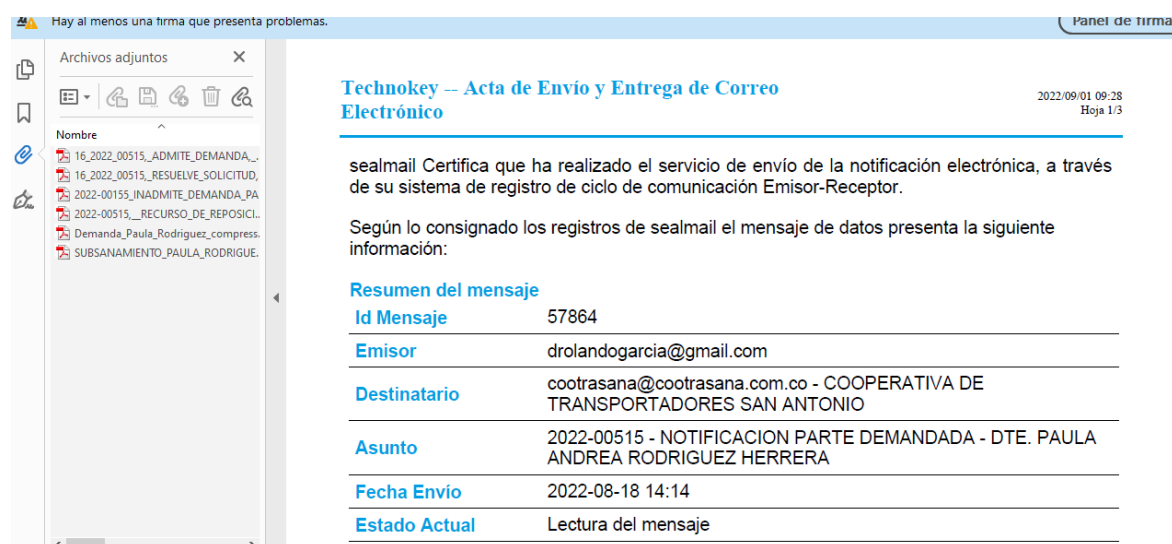 Hay al menos una firma que presenta problemas.
Panel de firma
Archivos adjuntos
Nombre
16_2022_00515,_ADMITE_DEMANDA,_.
16_2022_00515,_RESUELVE_SOLICITUD,
2022-00155_INADMITE_DEMANDA_PA
2022-00515,__RECURSO_DE_REPOSICI..
Demanda_Paula_Rodriguez_compress.
SUBSANAMIENTO_PAULA_RODRIGUE.
Technokey -- Acta de Envío y Entrega de Correo
Electrónico
2022/09/01 09:28
Hoja 1/3
sealmail Certifica que ha realizado el servicio de envío de la notificación electrónica, a través
de su sistema de registro de ciclo de comunicación Emisor-Receptor.
Según lo consignado los registros de sealmail el mensaje de datos presenta la siguiente
información:
Resumen del mensaje
Id Mensaje 57864
Emisor drolandogarcia@gmail.com
Destinatario cootrasana@cootrasana.com.co - COOPERATIVA DE
TRANSPORTADORES SAN ANTONIO
Asunto 2022-00515 - NOTIFICACION PARTE DEMANDADA - DTE. PAULA
ANDREA RODRIGUEZ HERRERA
Fecha Envío 2022-08-18 14:14
Estado Actual Lectura del mensaje